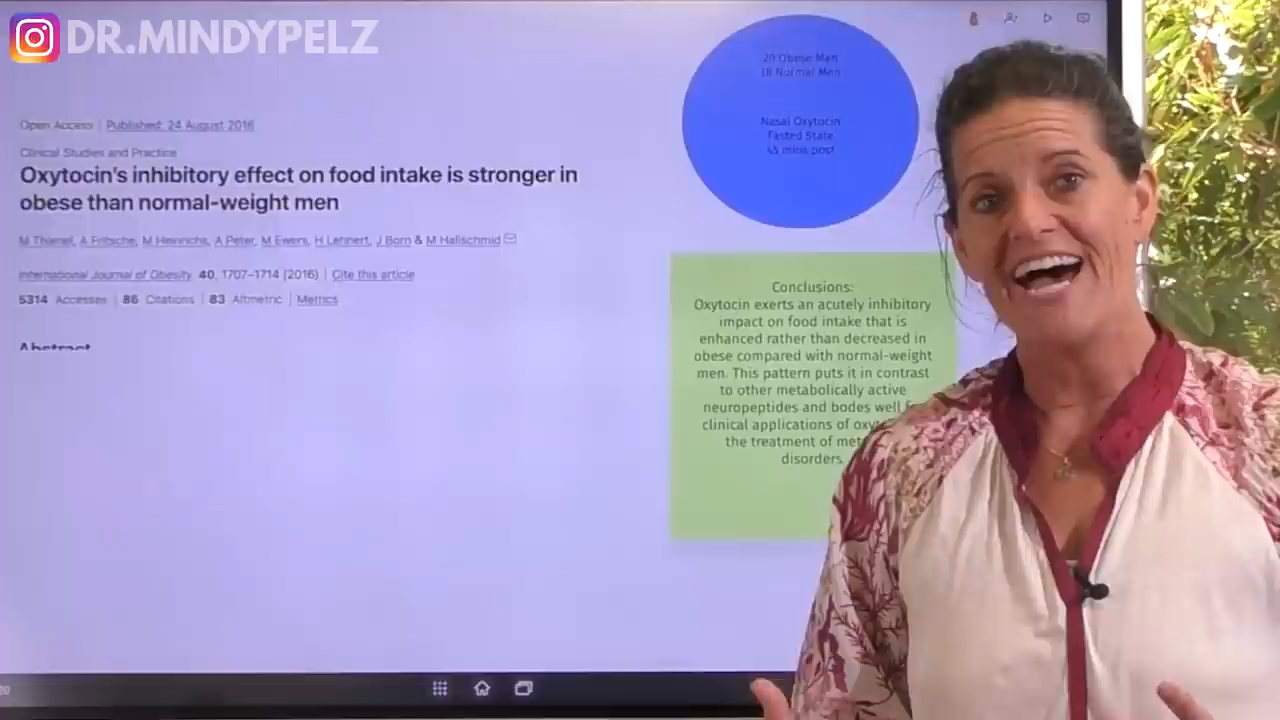 DR.MINDYPELZ
20 Obese Men
18 Normal Men
Nasal Oxytocin
Fasted State
45 mins post
Open Access | Published: 24 August 2016
Clinical Studies and Practice
Oxytocin's inhibitory effect on food intake is stronger in
obese than normal-weight men
M Thienel, A Fritsche, M Heinrichs, A Peter, M Ewers, H Lehnert, J Born & M Hallschmid
International Journal of Obesity 40, 1707–1714 (2016) | Cite this article
5314 Accesses | 86 Citations | 83 Altmetric | Metrics
Abstract
Conclusions:
Oxytocin exerts an acutely inhibitory
impact on food intake that is
enhanced rather than decreased in
obese compared with normal-weight
men. This pattern puts it in contrast
to other metabolically active
neuropeptides and bodes well f
clinical applications of oxyt
the treatment of met
disorders.